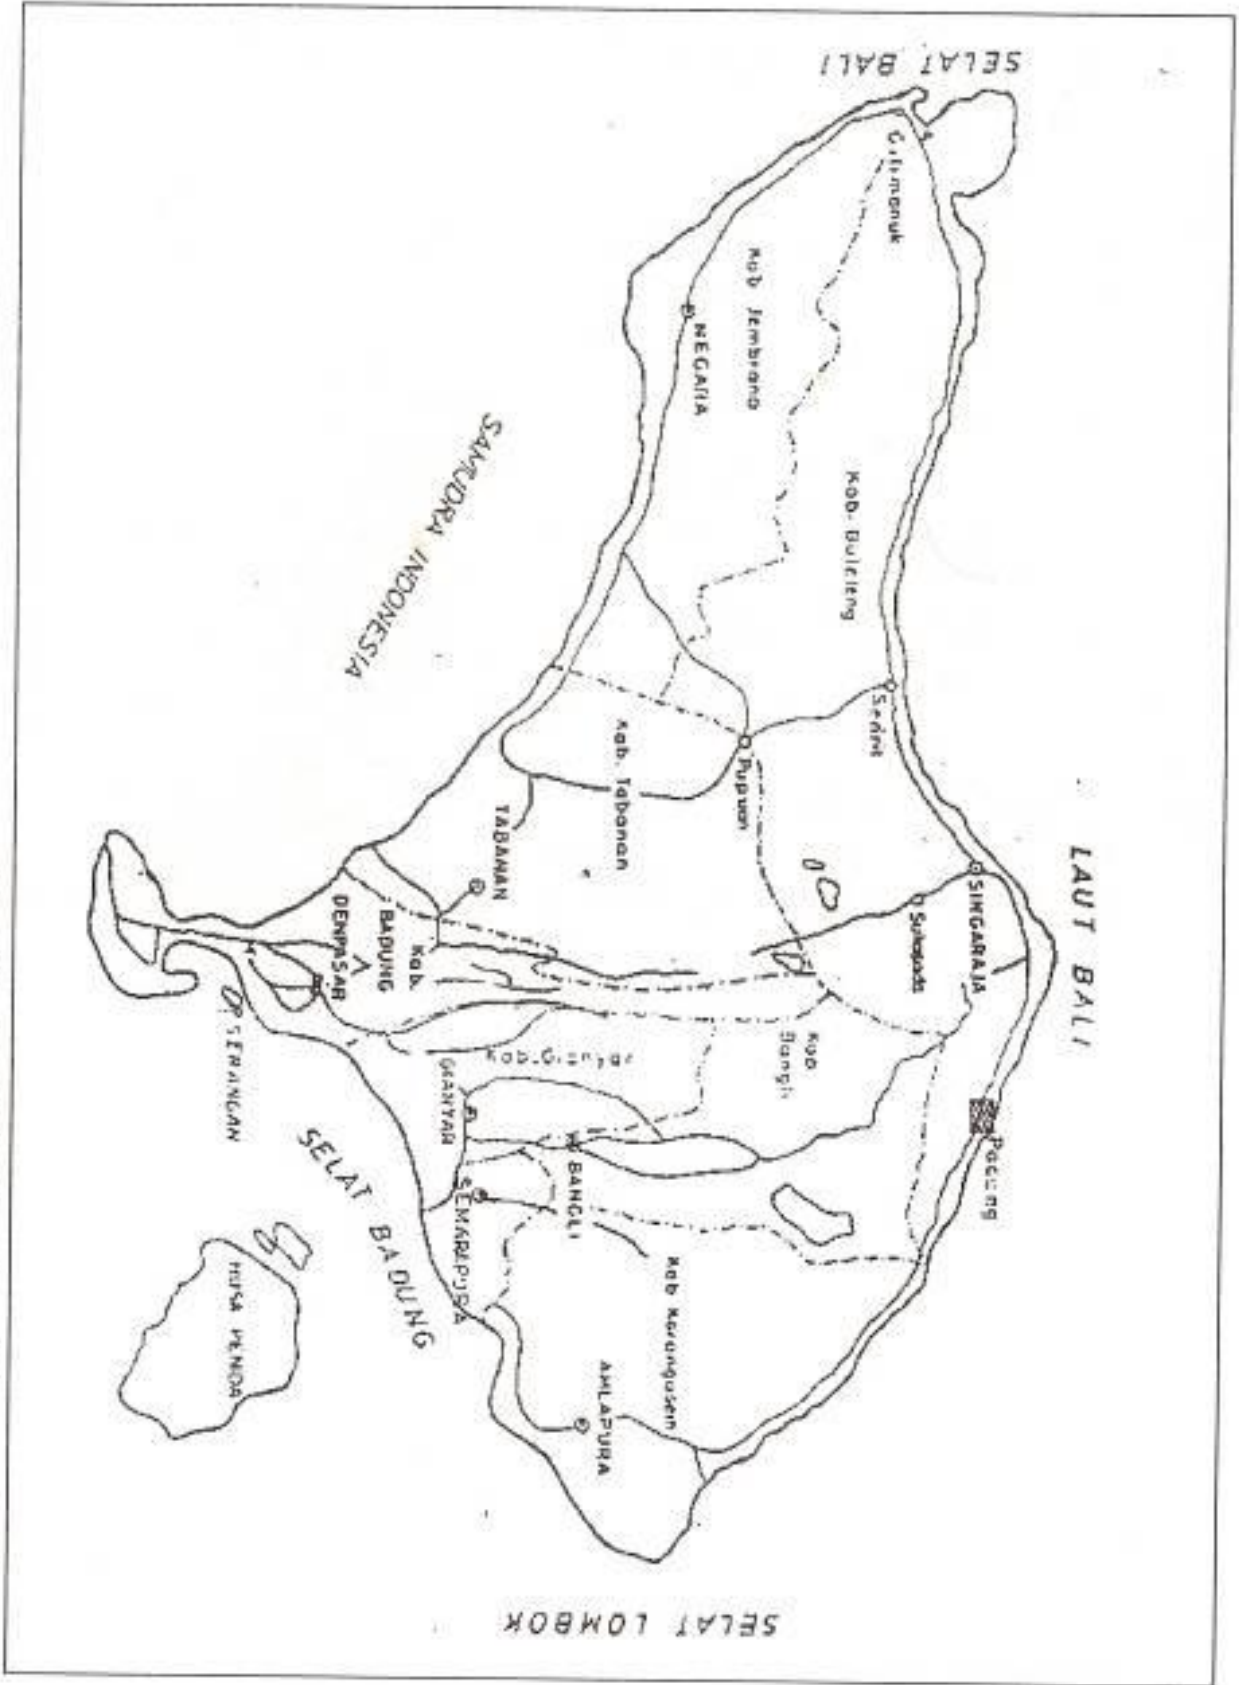 SELAT BALI
LAUT BALI
Gilimanuk
Kab. Jembrana
NEGARA
Kab. Buleleng
Seririt
SINGARAJA
Sukasada
Pacung
Pupuan
Kab. Tabanan
TABANAN
Kab.
BADUNG
DENPASAR
Kab.
Bangli
Kab. Gianyar
GIANYAR
BANGLI
SEMARAPURA
Kab Karangasem
AMLAPURA
SAMUDRA INDONESIA
P. SERANGAN
SELAT BADUNG
NUSA PENIDA
SELAT LOMBOK